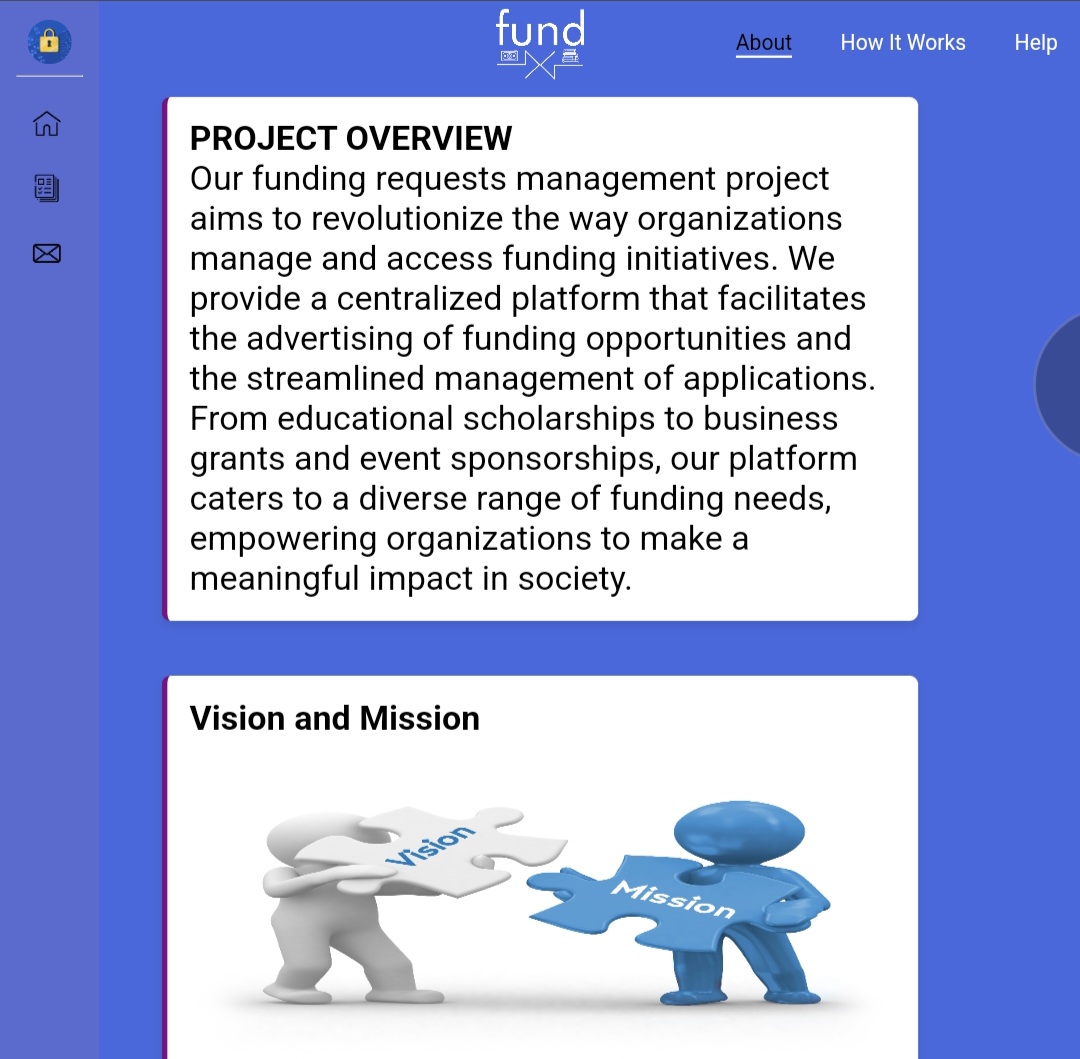 fund
About
How It Works
Help
PROJECT OVERVIEW
Our funding requests management project
aims to revolutionize the way organizations
manage and access funding initiatives. We
provide a centralized platform that facilitates
the advertising of funding opportunities and
the streamlined management of applications.
From educational scholarships to business
grants and event sponsorships, our platform
caters to a diverse range of funding needs,
empowering organizations to make a
meaningful impact in society.
Vision and Mission
Vision
Mission